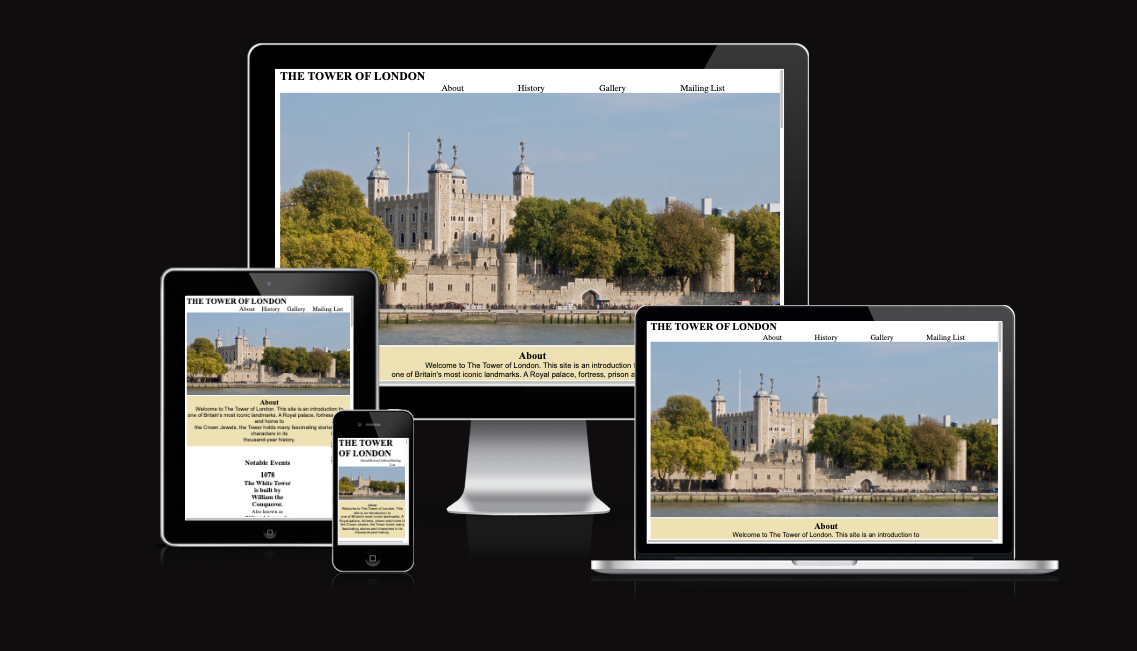 THE TOWER OF LONDON
About History Gallery Mailing List
About
Welcome to The Tower of London. This site is an introduction
one of Britain's most iconic landmarks. A Royal palace, fortress, prison
THE TOWER OF LONDON
About History Gallery Mailing List
About
Welcome to The Tower of London. This site is an introduction to
one of Britain's most iconic landmarks. A Royal palace, fortress,
and home to
the Crown Jewels, the Tower holds many fascinating stories
characters in its
thousand-year history.
Notable Events
1078
The White Tower
is built by
William the
Conqueror.
Also known as
THE TOWER
OF LONDON
About History Gallery Mailing
List
About
Welcome to The Tower of London. This
site is an introduction to
one of Britain's most iconic landmarks. A
Royal palace, fortress, prison and home to
the Crown Jewels, the Tower holds many
fascinating stories and characters in its
thousand-year history.
THE TOWER OF LONDON
About History Gallery Mailing List
About
Welcome to The Tower of London. This site is an introduction to